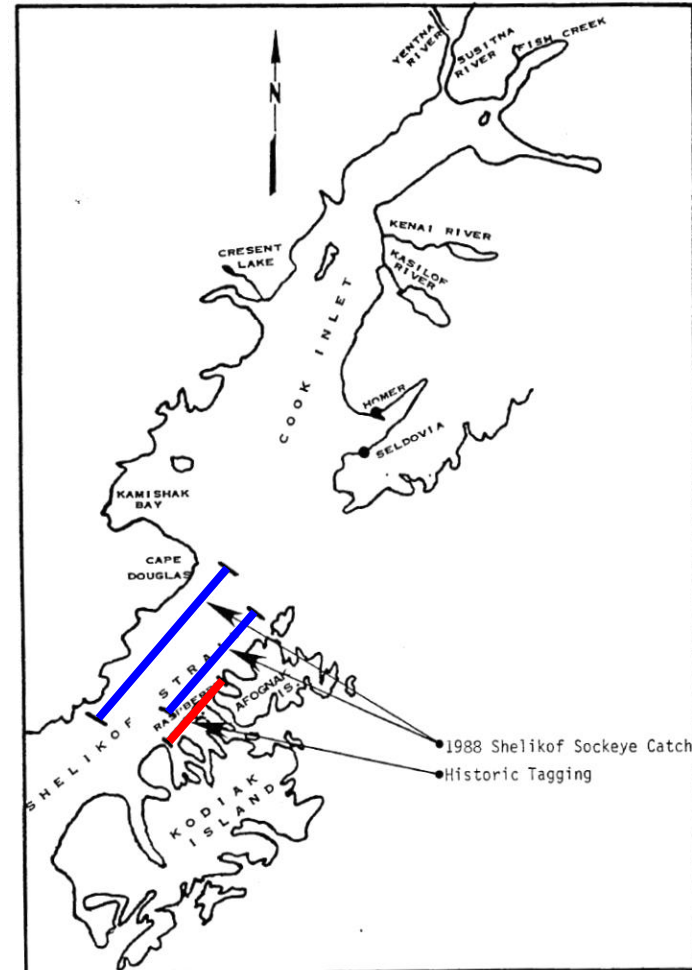 YENTNA
RIVER
SUSITNA
RIVER
FISH CREEK
N
KENAI RIVER
KASILOF
RIVER
CRESENT
LAKE
COOK INLET
HOMER
SELDOVIA
KAMISHAK
BAY
CAPE
DOUGLAS
SHELIKOF
AFOGNAK
IS.
1988 Shelikof Sockeye Catch
Historic Tagging
KODIAK
ISLAND